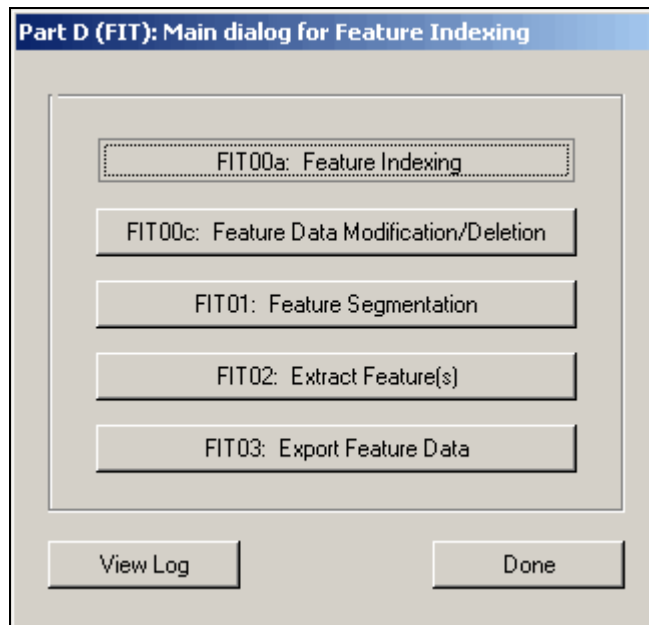 Part D (FIT): Main dialog for Feature Indexing
FIT00a:  Feature Indexing
FIT00c:  Feature Data Modification/Deletion
FIT01:  Feature Segmentation
FIT02:  Extract Feature(s)
FIT03:  Export Feature Data
View Log
Done